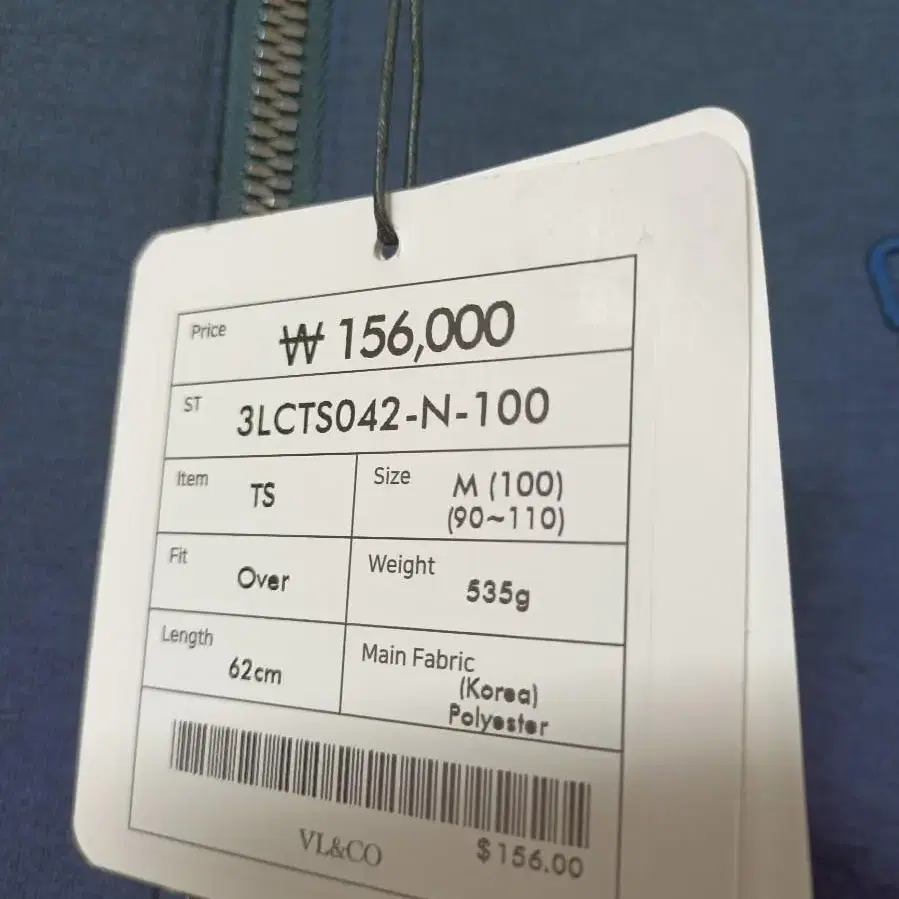 Price ₩ 156,000
ST 3LCTS042-N-100
Item TS
Size M (100)
(90~110)
Fit Over
Weight 535g
Length 62cm
Main Fabric
(Korea)
Polyester
VL&CO $156.00